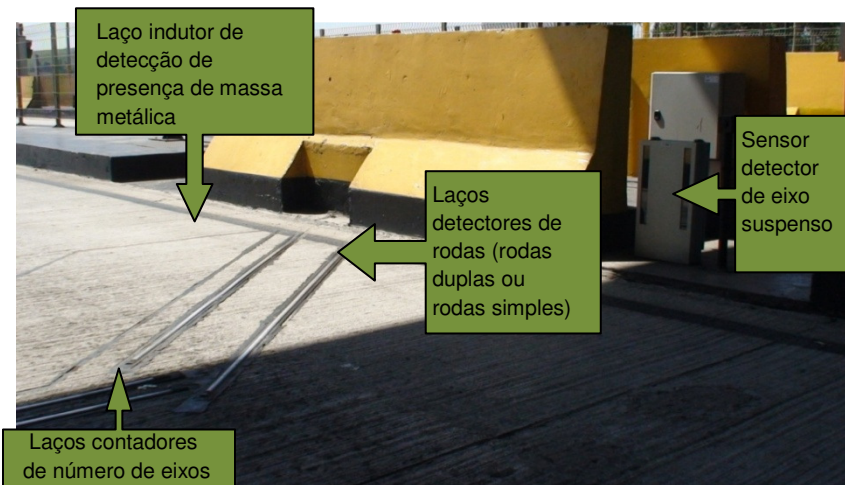 Laço indutor de
detecção de
presença de massa
metálica
Sensor
detector
de eixo
suspenso
Laços
detectores de
rodas (rodas
duplas ou
rodas simples)
Laços contadores
de número de eixos